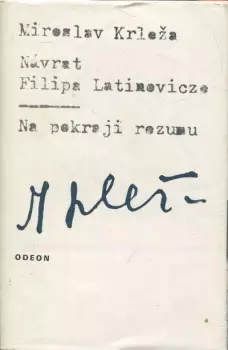 Miroslav Krleža
Návrat
Filipa Latinovicze
Na pokraji rozumu
ODEON